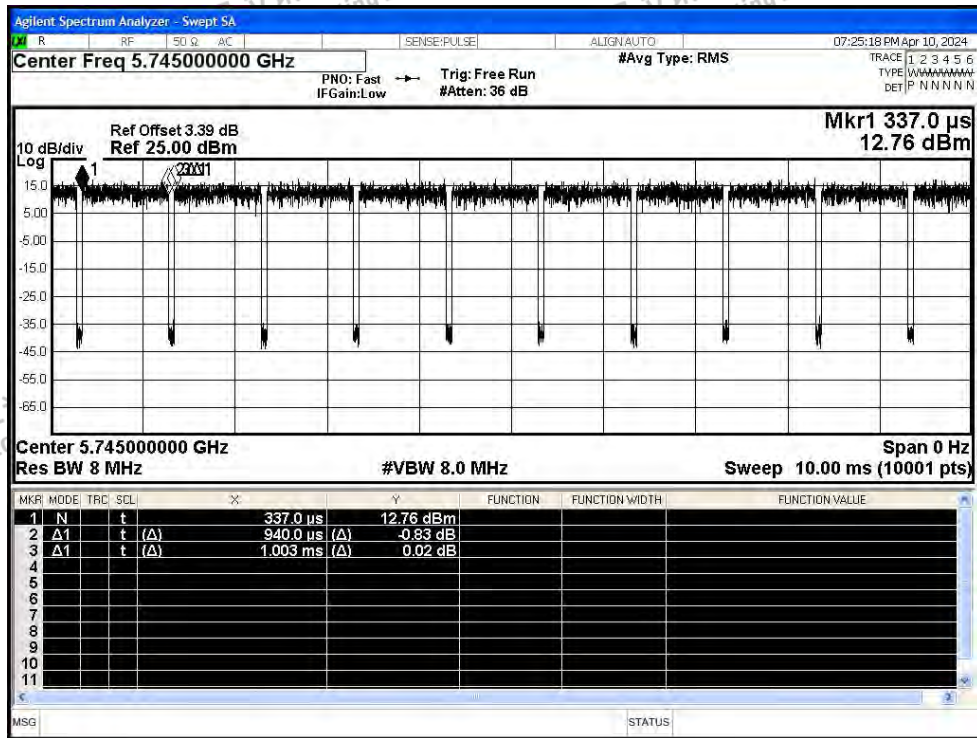 Agilent Spectrum Analyzer - Swept SA
LXI R RF 50 Ω AC SENSE:PULSE ALIGN AUTO 07:25:18 PM Apr 10, 2024
Center Freq 5.745000000 GHz
#Avg Type: RMS
TRACE 1 2 3 4 5 6
PNO: Fast Trig: Free Run
TYPE
IFGain:Low #Atten: 36 dB
DET P N N N N N
Mkr1 337.0 µs
Ref Offset 3.39 dB
10 dB/div Ref 25.00 dBm 12.76 dBm
Log
1
15.0
5.00
-5.00
-15.0
-25.0
-35.0
-45.0
-55.0
-65.0
Center 5.745000000 GHz Span 0 Hz
Res BW 8 MHz #VBW 8.0 MHz Sweep 10.00 ms (10001 pts)
MKR MODE TRC SCL X Y FUNCTION FUNCTION WIDTH FUNCTION VALUE
1 N t 337.0 µs 12.76 dBm
2 Δ1 t (Δ) 940.0 µs (Δ) -0.83 dB
3 Δ1 t (Δ) 1.003 ms (Δ) 0.02 dB
4
5
6
7
8
9
10
11
MSG STATUS